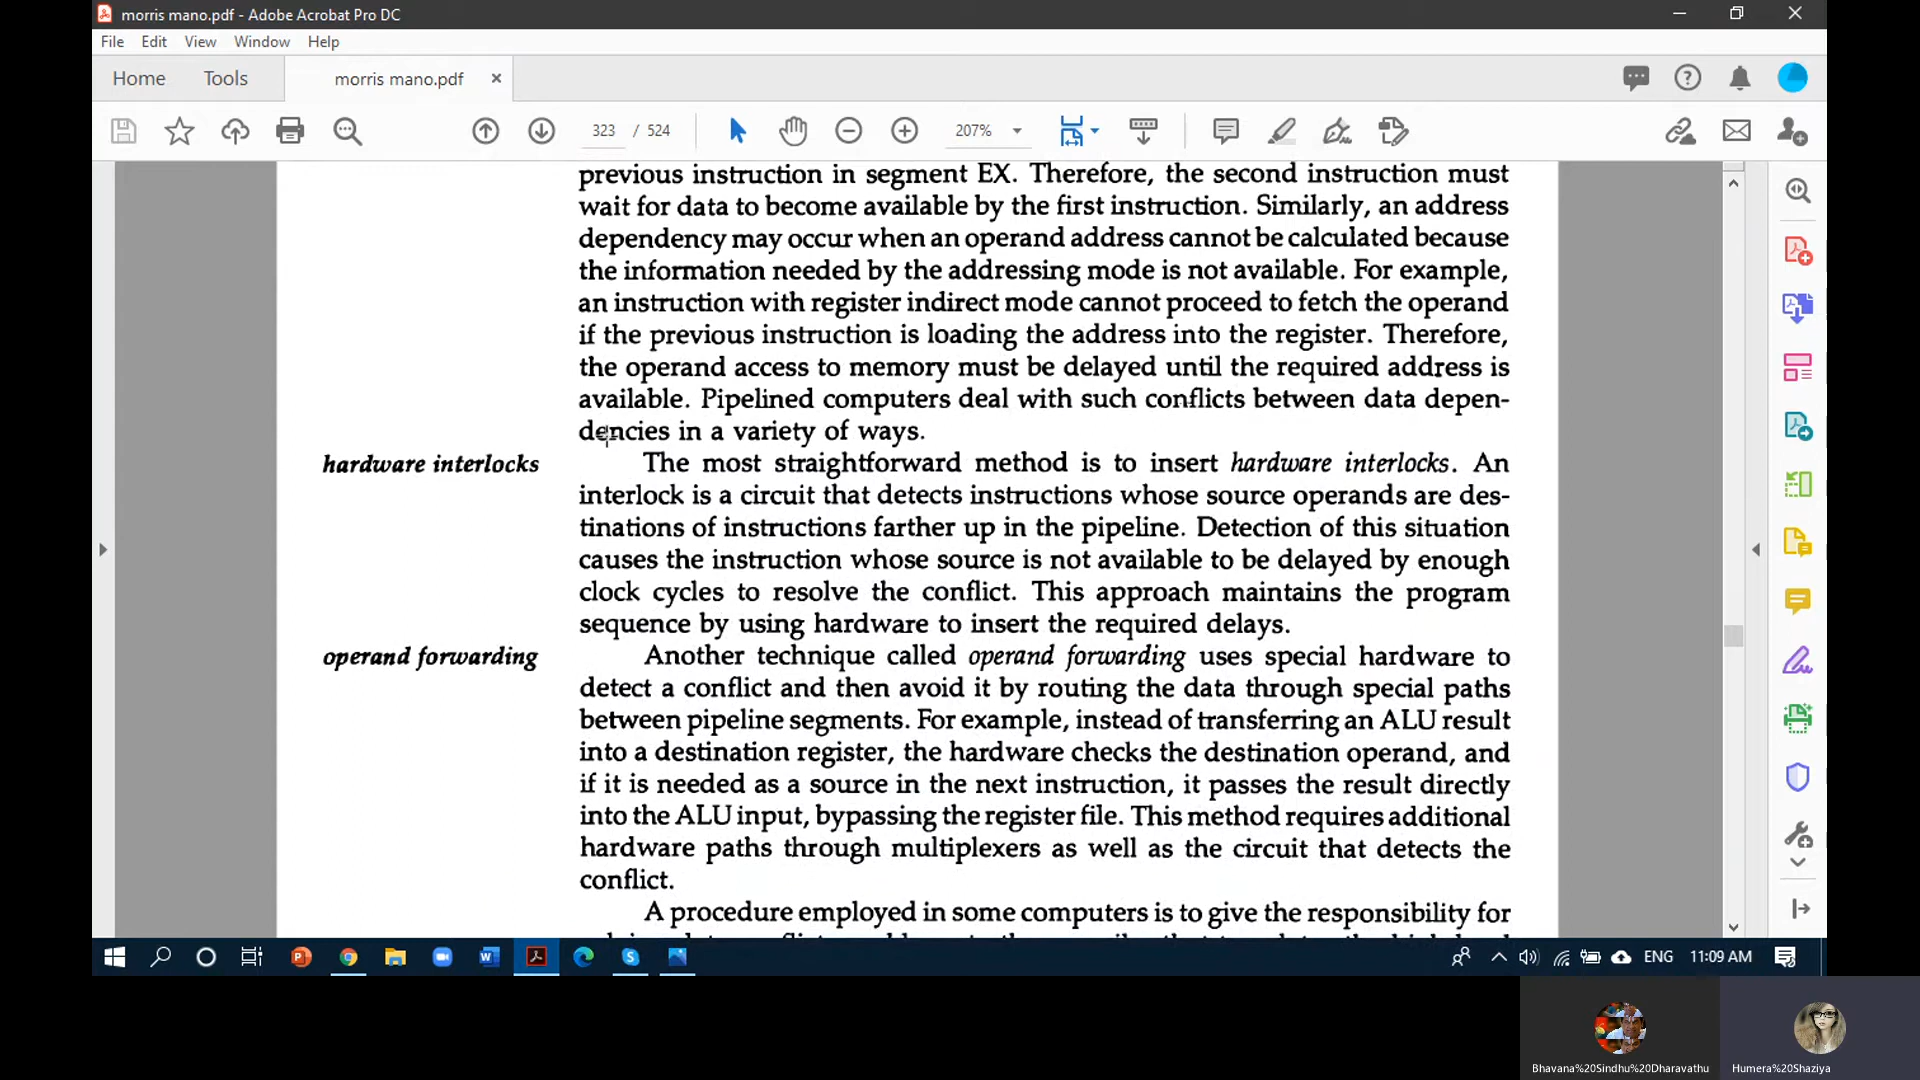 morris mano.pdf - Adobe Acrobat Pro DC
File Edit View Window Help
Home Tools morris mano.pdf
323 / 524 207%
previous instruction in segment EX. Therefore, the second instruction must
wait for data to become available by the first instruction. Similarly, an address
dependency may occur when an operand address cannot be calculated because
the information needed by the addressing mode is not available. For example,
an instruction with register indirect mode cannot proceed to fetch the operand
if the previous instruction is loading the address into the register. Therefore,
the operand access to memory must be delayed until the required address is
available. Pipelined computers deal with such conflicts between data depen-
dencies in a variety of ways.
hardware interlocks
The most straightforward method is to insert hardware interlocks. An
interlock is a circuit that detects instructions whose source operands are des-
tinations of instructions farther up in the pipeline. Detection of this situation
causes the instruction whose source is not available to be delayed by enough
clock cycles to resolve the conflict. This approach maintains the program
sequence by using hardware to insert the required delays.
operand forwarding
Another technique called operand forwarding uses special hardware to
detect a conflict and then avoid it by routing the data through special paths
between pipeline segments. For example, instead of transferring an ALU result
into a destination register, the hardware checks the destination operand, and
if it is needed as a source in the next instruction, it passes the result directly
into the ALU input, bypassing the register file. This method requires additional
hardware paths through multiplexers as well as the circuit that detects the
conflict.
A procedure employed in some computers is to give the responsibility for
ENG 11:09 AM
Bhavana%20Sindhu%20Dharavathu Humera%20Shaziya